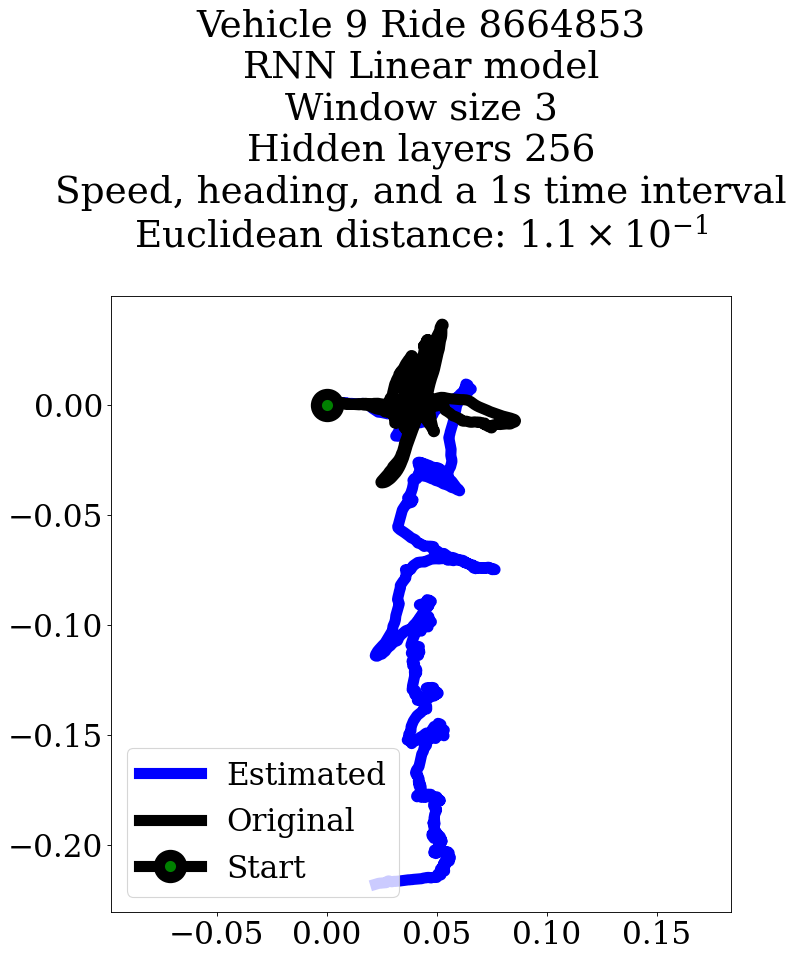 Vehicle 9 Ride 8664853
RNN Linear model
Window size 3
Hidden layers 256
Speed, heading, and a 1s time interval
Euclidean distance: 1.1 × 10⁻¹
0.00
−0.05
−0.10
−0.15
−0.20
Estimated
Original
Start
−0.05 0.00 0.05 0.10 0.15